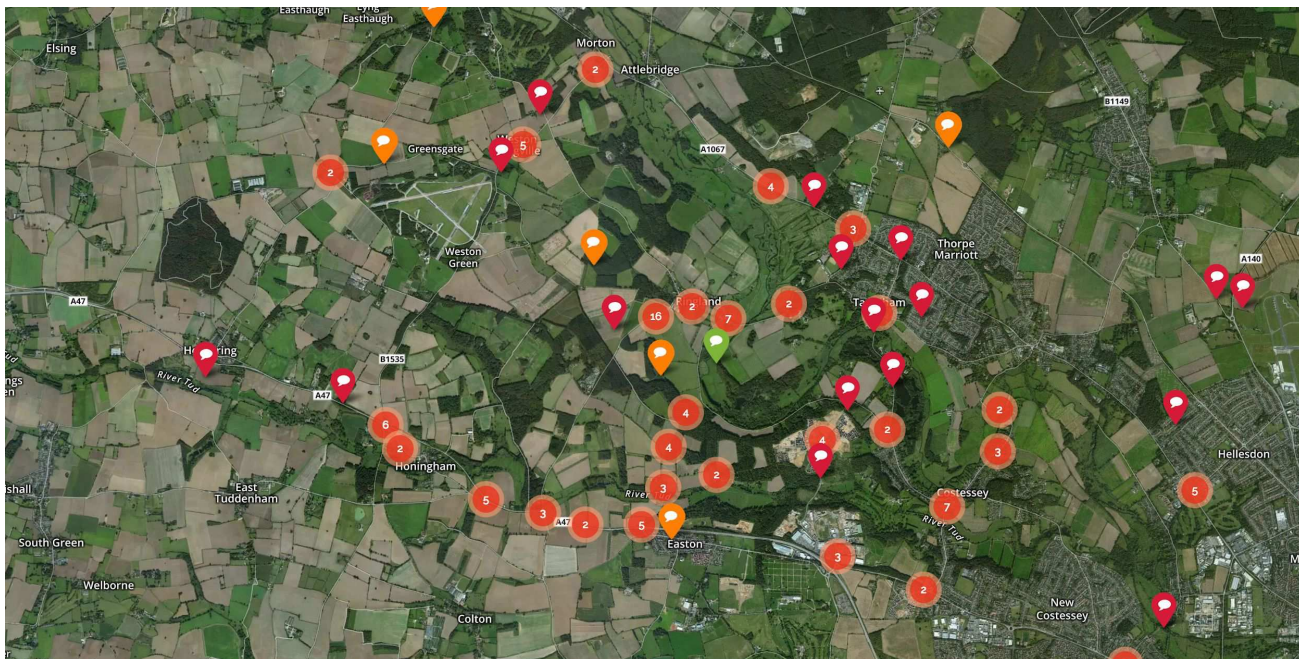 Easthaugh
Lyng
Easthaugh
Elsing
Morton
2
Attlebridge
B1149
Greensgate
5
A1067
2
4
3
Weston
Green
Thorpe
Marriott
A140
A47
16
2
7
2
B1535
River Tud
A47
4
2
2
6
4
4
3
2
Honingham
2
3
Hellesdon
East
Tuddenham
5
3
River
Costessey
5
7
3
2
A47
5
River Tud
South Green
Easton
3
Welborne
2
New
Costessey
Colton